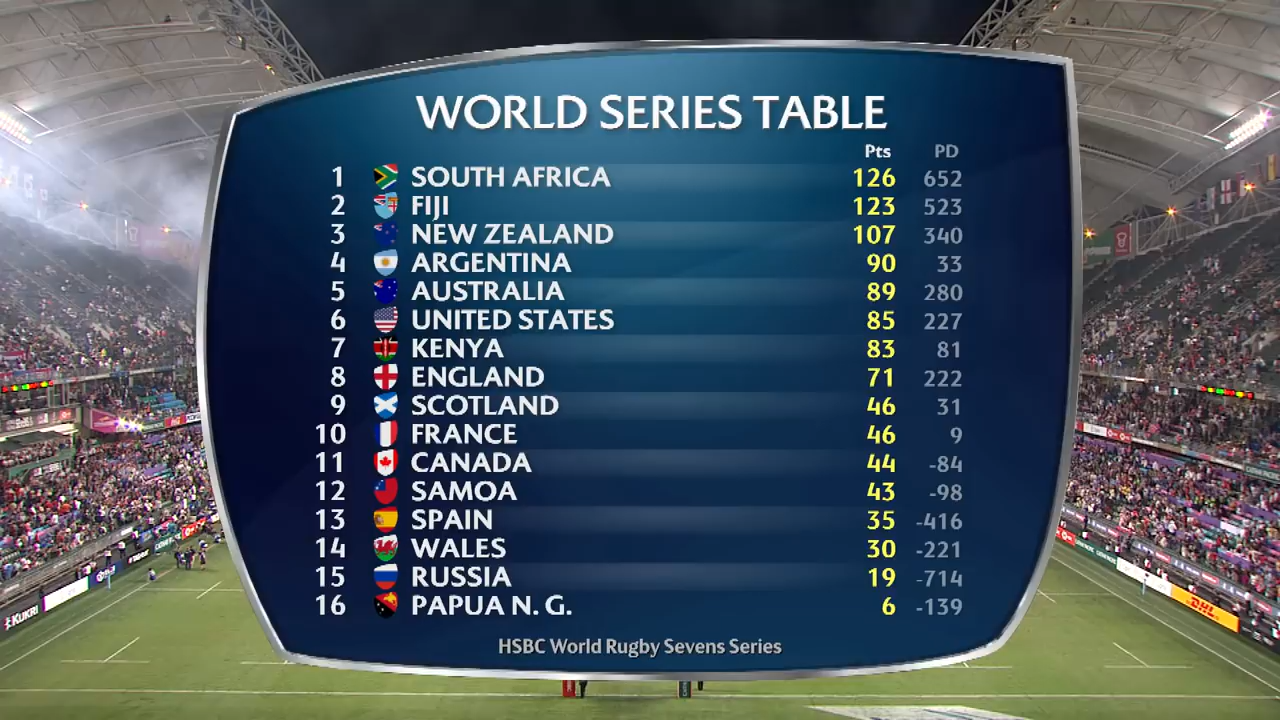 WORLD SERIES TABLE
Pts PD
1 SOUTH AFRICA 126 652
2 FIJI 123 523
3 NEW ZEALAND 107 340
4 ARGENTINA 90 33
5 AUSTRALIA 89 280
6 UNITED STATES 85 227
7 KENYA 83 81
8 ENGLAND 71 222
9 SCOTLAND 46 31
10 FRANCE 46 9
11 CANADA 44 -84
12 SAMOA 43 -98
13 SPAIN 35 -416
14 WALES 30 -221
15 RUSSIA 19 -714
16 PAPUA N. G. 6 -139
HSBC World Rugby Sevens Series
KUKRI
DHL